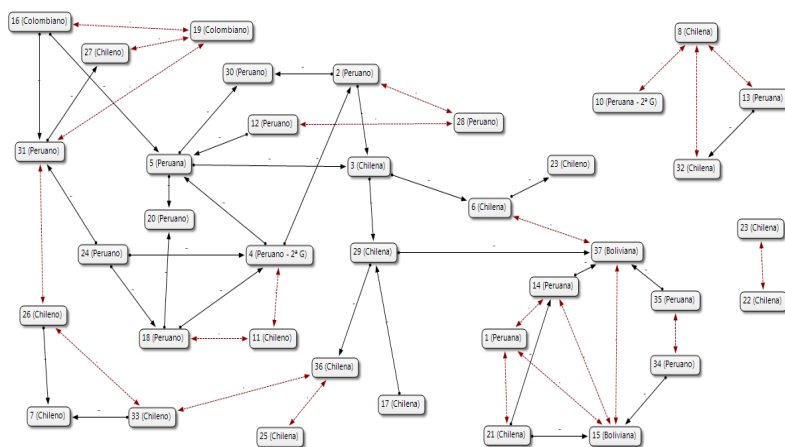 16 (Colombiano)
19 (Colombiano)
8 (Chilena)
27 (Chileno)
30 (Peruano)
2 (Peruano)
10 (Peruana - 2ª G)
13 (Peruana)
12 (Peruano)
28 (Peruano)
31 (Peruano)
5 (Peruana)
3 (Chilena)
23 (Chileno)
32 (Chilena)
6 (Chilena)
20 (Peruano)
23 (Chilena)
24 (Peruano)
4 (Peruano - 2ª G)
29 (Chilena)
37 (Boliviana)
14 (Peruana)
35 (Peruana)
22 (Chilena)
26 (Chileno)
18 (Peruano)
11 (Chileno)
1 (Peruana)
34 (Peruano)
36 (Chilena)
17 (Chilena)
7 (Chileno)
33 (Chileno)
25 (Chilena)
21 (Chilena)
15 (Boliviana)